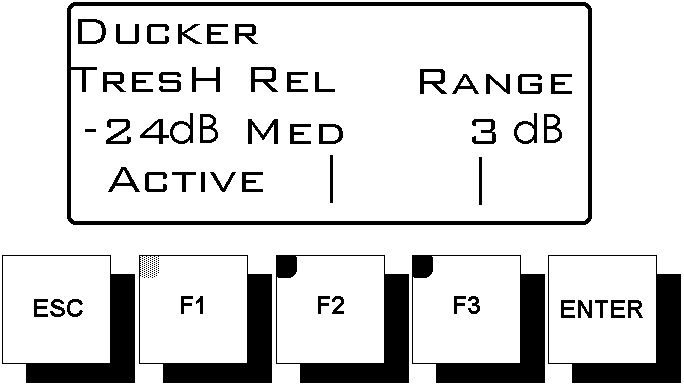 Ducker
TresH Rel Range
-24dB Med 3 dB
Active
ESC F1 F2 F3 ENTER